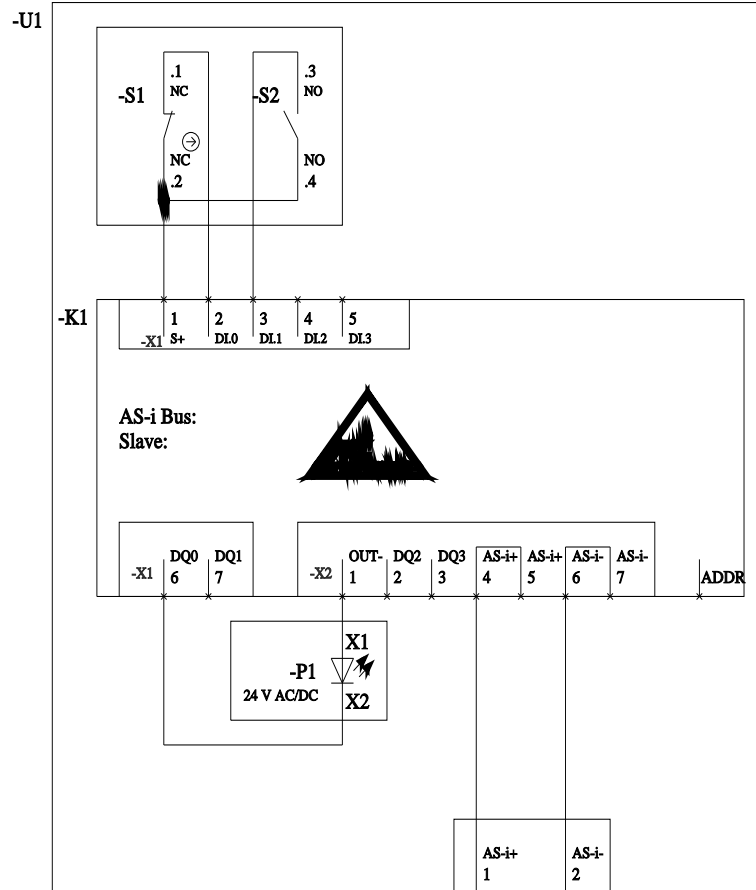 -U1
.1
NC
.3
NO
-S1
-S2
NC
.2
NO
.4
-K1
1
2
3
4
5
-X1
S+
DI.0
DI.1
DI.2
DI.3
AS-i Bus:
Slave:
-X1
DQ0
DQ1
6
7
-X2
OUT-
DQ2
DQ3
AS-i+
AS-i+
AS-i-
AS-i-
1
2
3
4
5
6
7
ADDR
X1
-P1
24 V AC/DC
X2
AS-i+
AS-i-
1
2